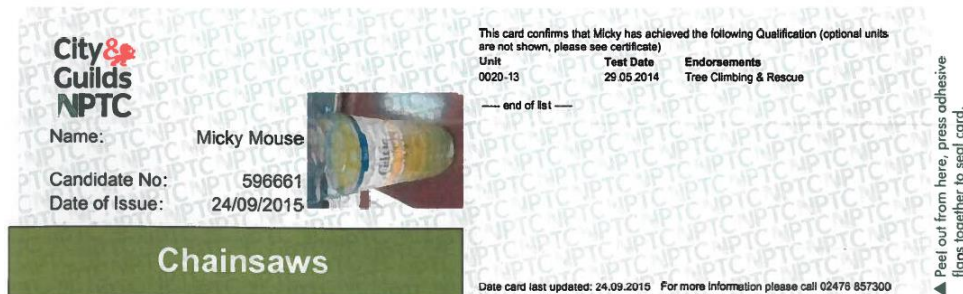 City&
Guilds
NPTC
Name: Micky Mouse
Candidate No: 596661
Date of Issue: 24/09/2015
Chainsaws
This card confirms that Micky has achieved the following Qualification (optional units
are not shown, please see certificate)
Unit Test Date Endorsements
0020-13 29.05.2014 Tree Climbing & Rescue
---- end of list ----
Date card last updated: 24.09.2015 For more Information please call 02476 857300
▲ Peel out from here, press adhesive
flaps together to seal card.